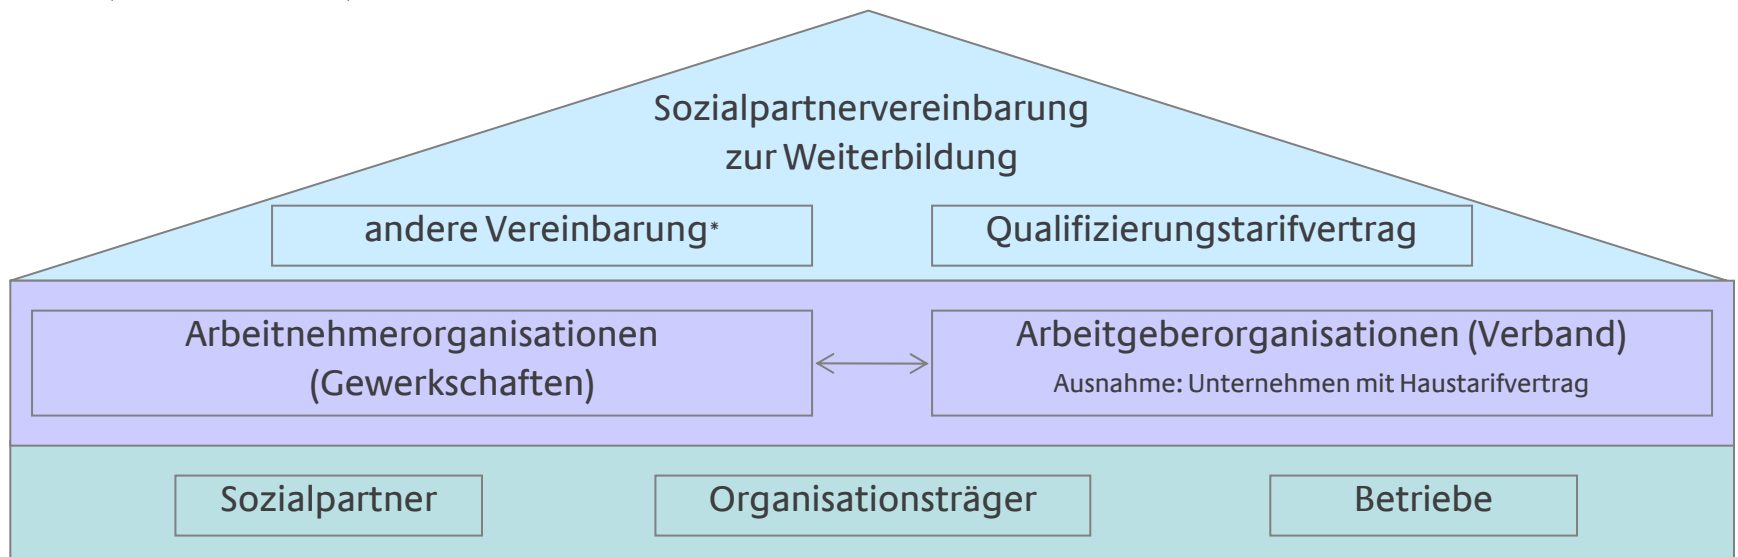 Sozialpartnervereinbarung
zur Weiterbildung
andere Vereinbarung*
Qualifizierungstarifvertrag
Arbeitnehmerorganisationen
(Gewerkschaften)
Arbeitgeberorganisationen (Verband)
Ausnahme: Unternehmen mit Haustarifvertrag
Sozialpartner
Organisationsträger
Betriebe